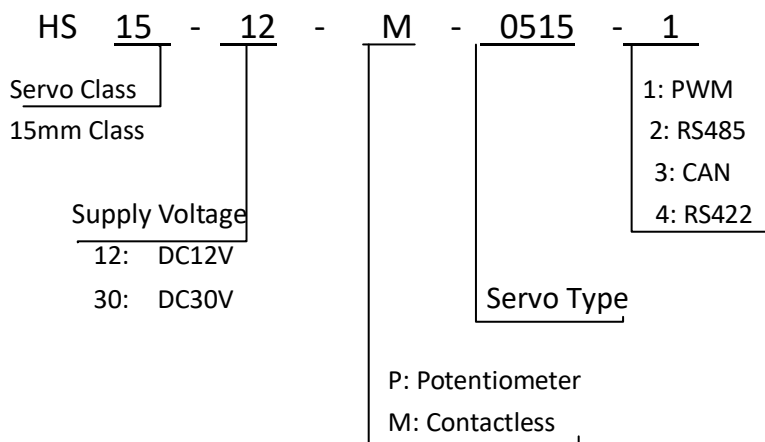 HS 15 - 12 - M - 0515 - 1
Servo Class
15mm Class
1: PWM
2: RS485
3: CAN
4: RS422
Supply Voltage
12: DC12V
30: DC30V
Servo Type
P: Potentiometer
M: Contactless